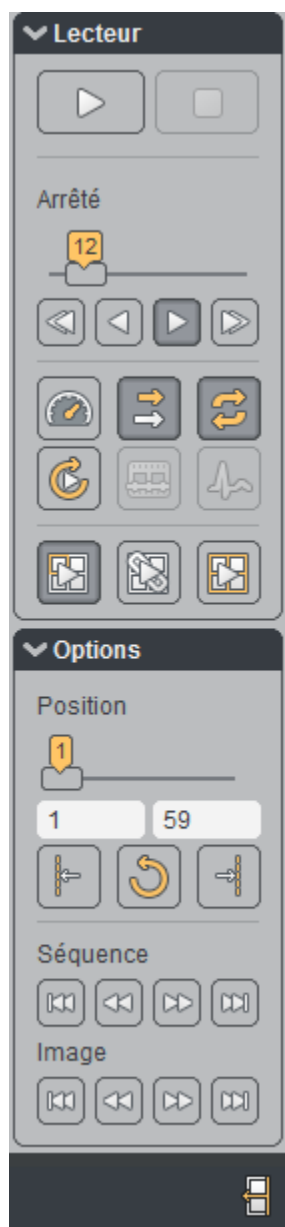 Lecteur
Arrêté
12
Options
Position
1
1 59
Séquence
Image